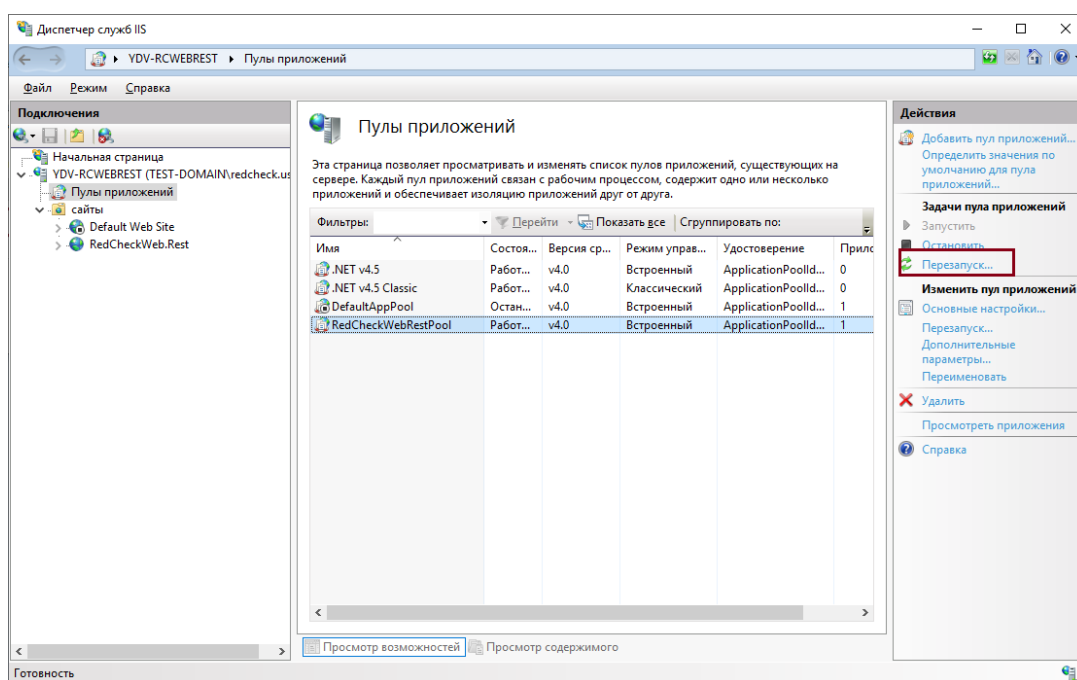 Диспетчер служб IIS
YDV-RCWEBREST Пулы приложений
Файл Режим Справка
Подключения
Начальная страница
YDV-RCWEBREST (TEST-DOMAIN\redcheck.us
Пулы приложений
сайты
Default Web Site
RedCheckWeb.Rest
Пулы приложений
Эта страница позволяет просматривать и изменять список пулов приложений, существующих на
сервере. Каждый пул приложений связан с рабочим процессом, содержит одно или несколько
приложений и обеспечивает изоляцию приложений друг от друга.
Фильтры: Перейти Показать все Сгруппировать по:
Имя Состоя... Версия ср... Режим управ... Удостоверение Прилс
.NET v4.5 Работ... v4.0 Встроенный ApplicationPoolId... 0
.NET v4.5 Classic Работ... v4.0 Классический ApplicationPoolId... 0
DefaultAppPool Остан... v4.0 Встроенный ApplicationPoolId... 1
RedCheckWebRestPool Работ... v4.0 Встроенный ApplicationPoolId... 1
Просмотр возможностей Просмотр содержимого
Действия
Добавить пул приложений...
Определить значения по
умолчанию для пула
приложений...
Задачи пула приложений
Запустить
Остановить
Перезапуск...
Изменить пул приложений
Основные настройки...
Перезапуск...
Дополнительные
параметры...
Переименовать
Удалить
Просмотреть приложения
Справка
Готовность